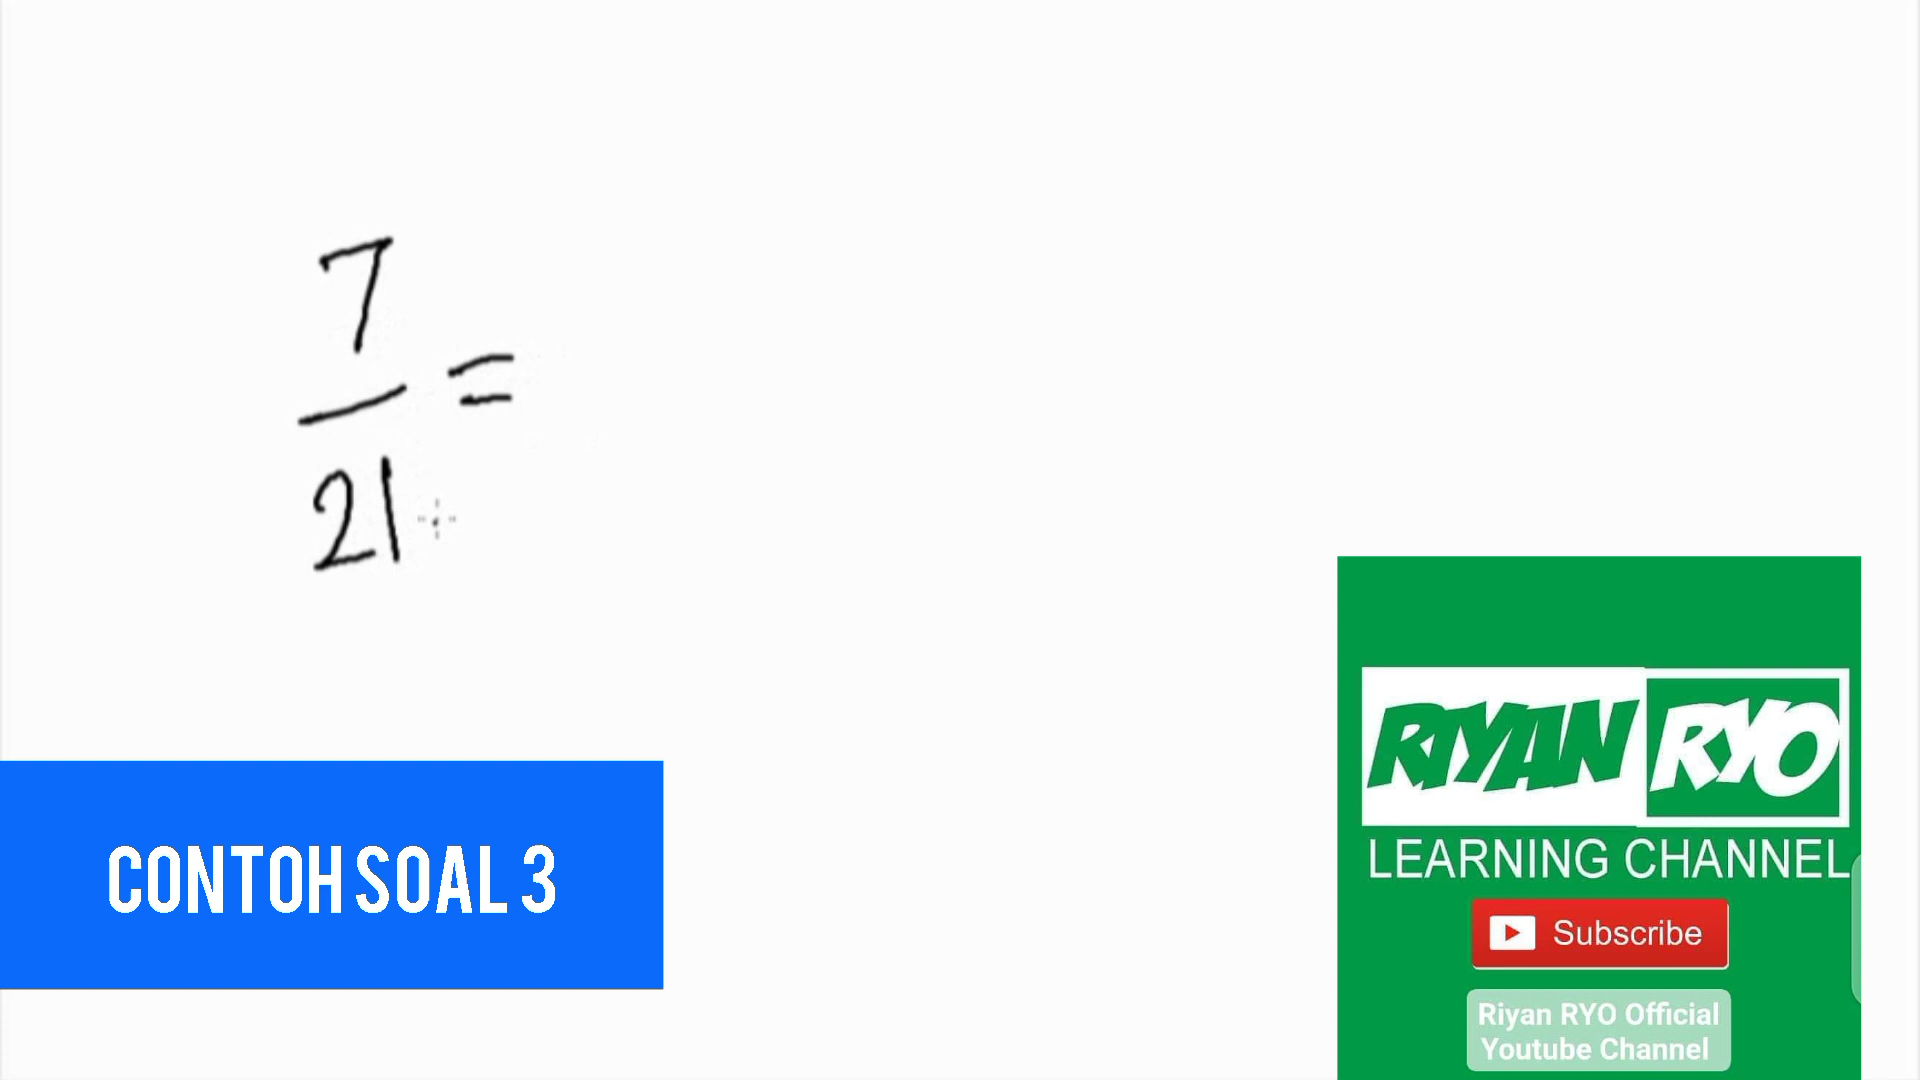 7
=
21
CONTOH SOAL 3
RIYAN RYO
LEARNING CHANNEL
Subscribe
Riyan RYO Official
Youtube Channel